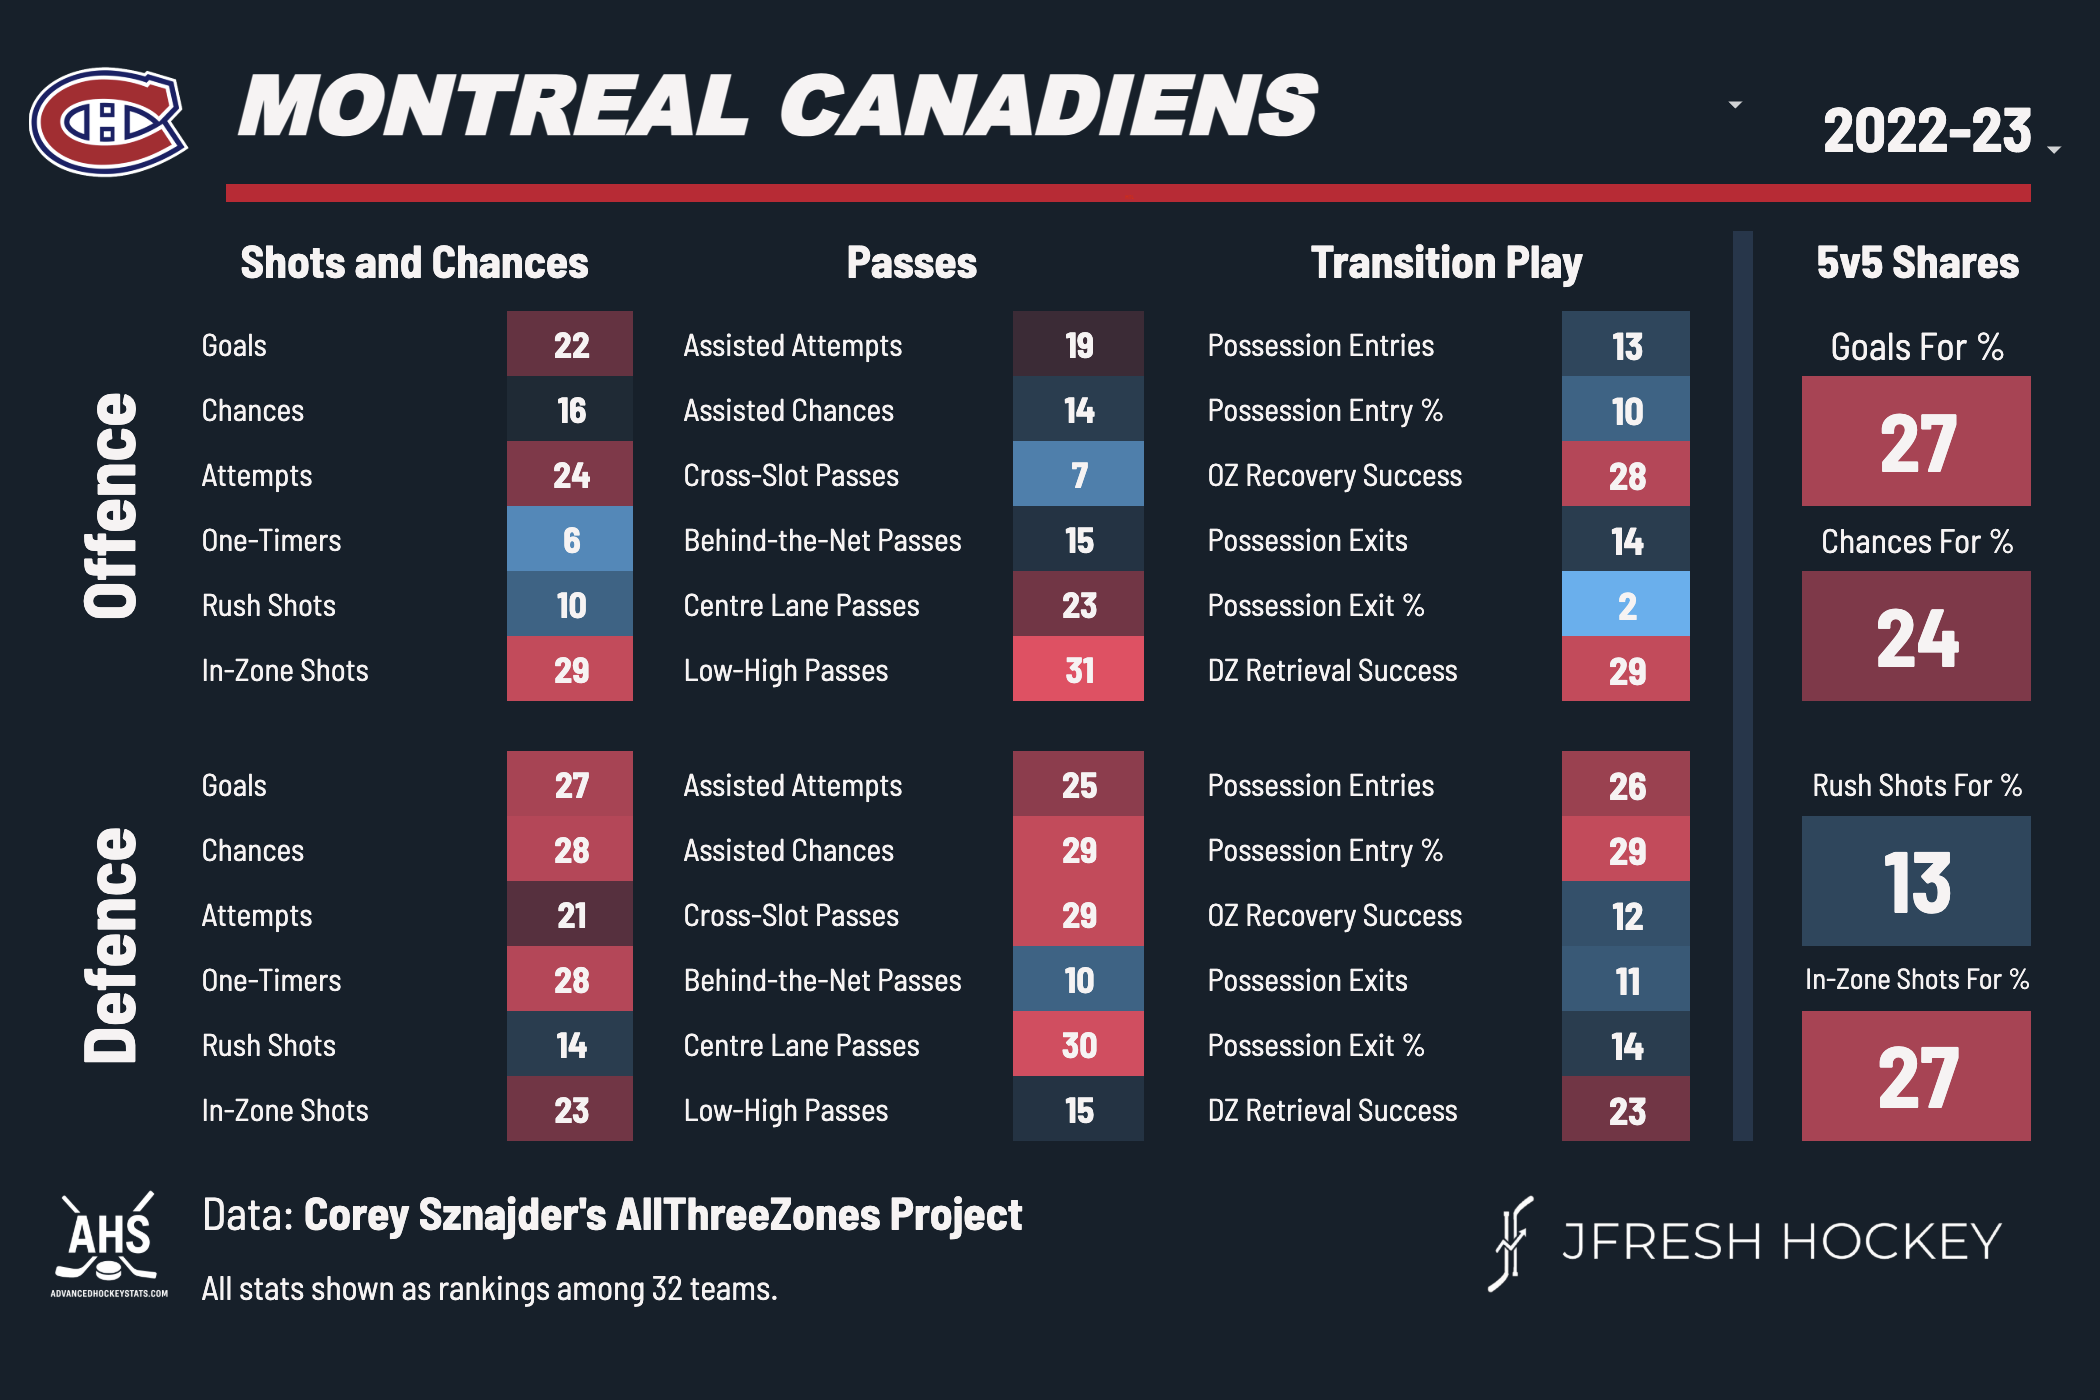 MONTREAL CANADIENS
2022-23
Shots and Chances
Passes
Transition Play
5v5 Shares
Offence
Goals 22
Chances 16
Attempts 24
One-Timers 6
Rush Shots 10
In-Zone Shots 29
Assisted Attempts 19
Assisted Chances 14
Cross-Slot Passes 7
Behind-the-Net Passes 15
Centre Lane Passes 23
Low-High Passes 31
Possession Entries 13
Possession Entry % 10
OZ Recovery Success 28
Possession Exits 14
Possession Exit % 2
DZ Retrieval Success 29
Goals For %
27
Chances For %
24
Defence
Goals 27
Chances 28
Attempts 21
One-Timers 28
Rush Shots 14
In-Zone Shots 23
Assisted Attempts 25
Assisted Chances 29
Cross-Slot Passes 29
Behind-the-Net Passes 10
Centre Lane Passes 30
Low-High Passes 15
Possession Entries 26
Possession Entry % 29
OZ Recovery Success 12
Possession Exits 11
Possession Exit % 14
DZ Retrieval Success 23
Rush Shots For %
13
In-Zone Shots For %
27
AHS
ADVANCEDHOCKEYSTATS.COM
Data: Corey Sznajder's AllThreeZones Project
All stats shown as rankings among 32 teams.
JFRESH HOCKEY